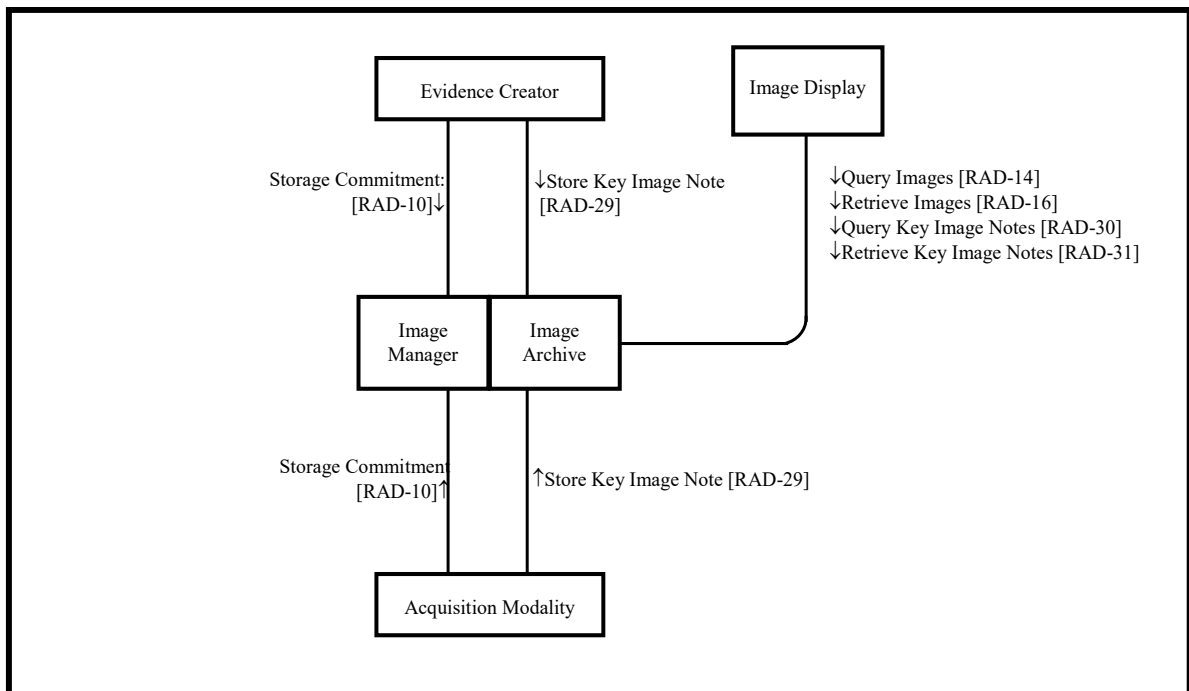 Evidence Creator
Image Display
Storage Commitment:
[RAD-10]↓
↓Store Key Image Note
[RAD-29]
↓Query Images [RAD-14]
↓Retrieve Images [RAD-16]
↓Query Key Image Notes [RAD-30]
↓Retrieve Key Image Notes [RAD-31]
Image
Manager
Image
Archive
Storage Commitment
[RAD-10]↑
↑Store Key Image Note [RAD-29]
Acquisition Modality